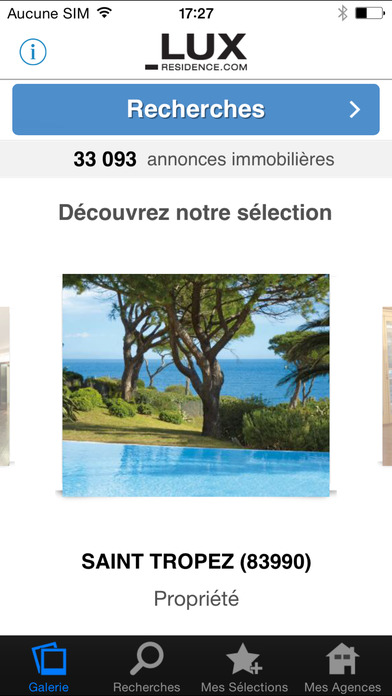 Aucune SIM 17:27
i
LUX
RESIDENCE.COM
Recherches
33 093 annonces immobilières
Découvrez notre sélection
SAINT TROPEZ (83990)
Propriété
Galerie Recherches Mes Sélections Mes Agences